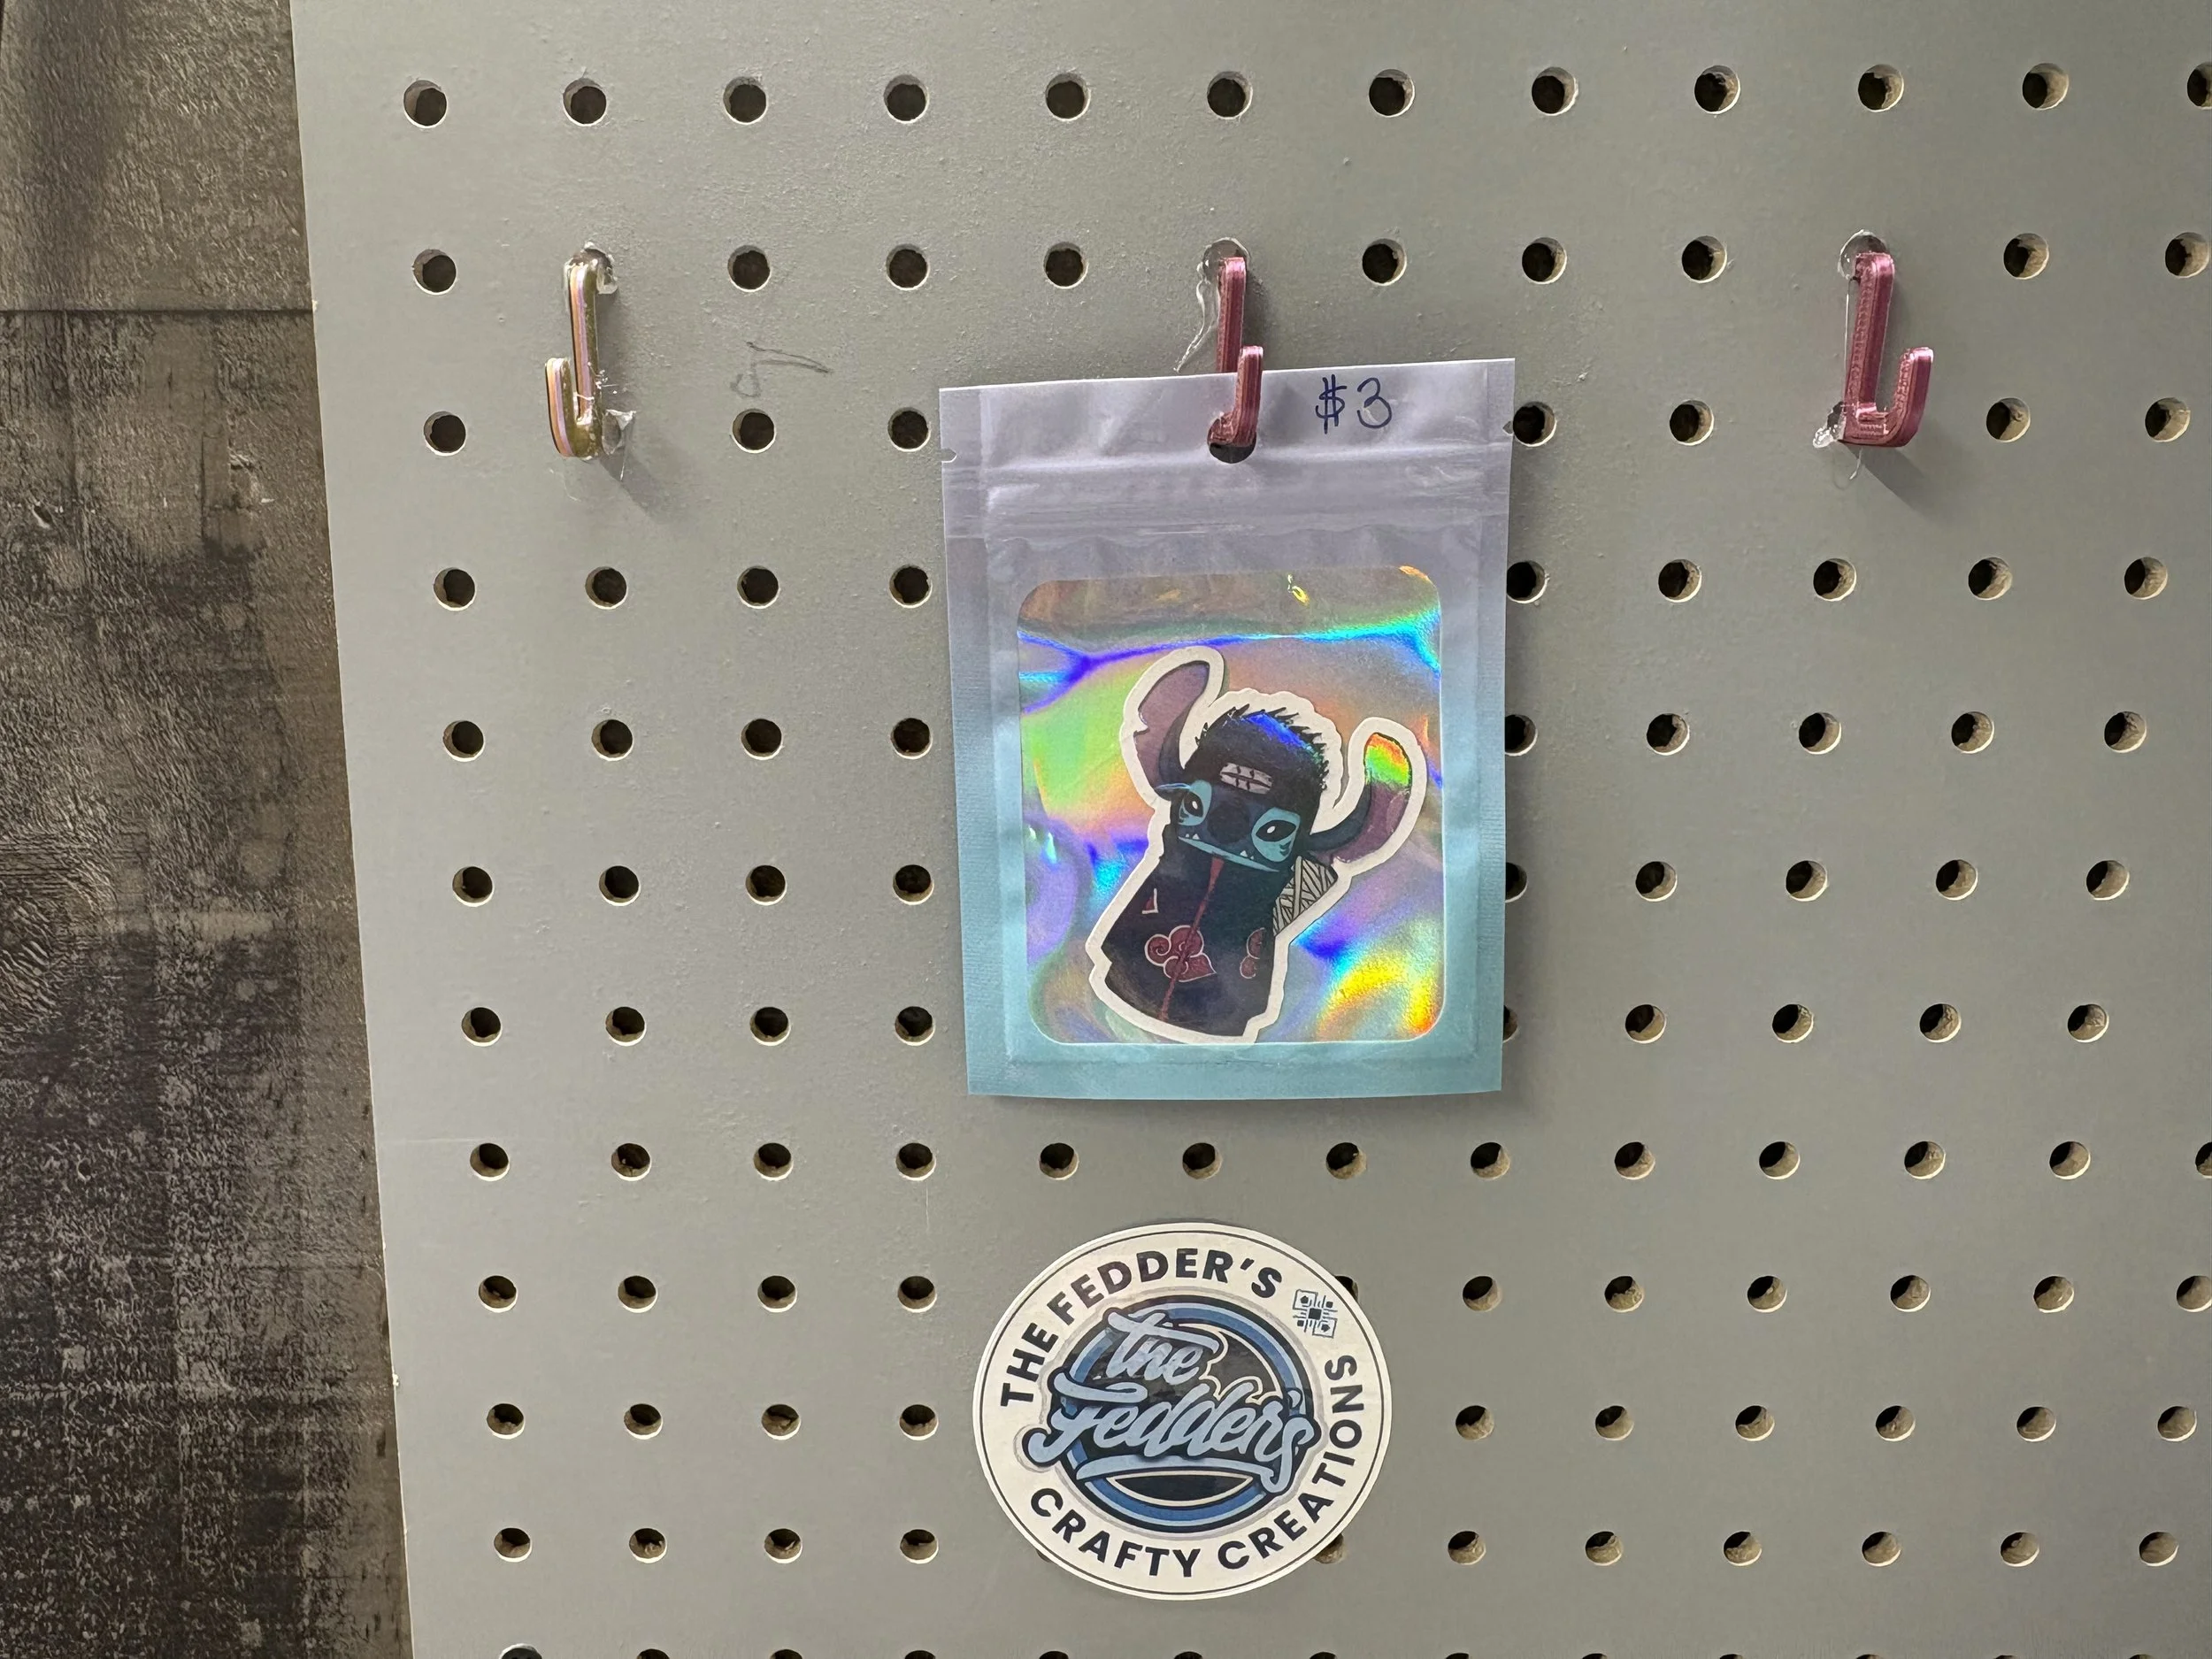 $3
THE FEDDER'S
the
Fedder's
CRAFTY CREATIONS